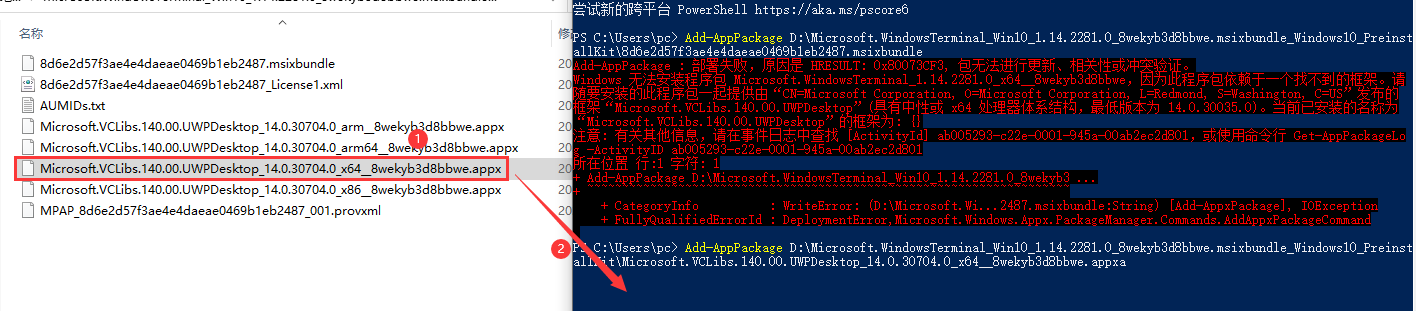 名称
修
8d6e2d57f3ae4e4daeae0469b1eb2487.msixbundle
20
8d6e2d57f3ae4e4daeae0469b1eb2487_License1.xml
20
AUMIDs.txt
20
Microsoft.VCLibs.140.00.UWPDesktop_14.0.30704.0_arm__8wekyb3d8bbwe.appx
20
Microsoft.VCLibs.140.00.UWPDesktop_14.0.30704.0_arm64__8wekyb3d8bbwe.appx
20
Microsoft.VCLibs.140.00.UWPDesktop_14.0.30704.0_x64__8wekyb3d8bbwe.appx
20
Microsoft.VCLibs.140.00.UWPDesktop_14.0.30704.0_x86__8wekyb3d8bbwe.appx
20
MPAP_8d6e2d57f3ae4e4daeae0469b1eb2487_001.provxml
20
1
2
尝试新的跨平台 PowerShell https://aka.ms/pscore6
PS C:\Users\pc> Add-AppPackage D:\Microsoft.WindowsTerminal_Win10_1.14.2281.0_8wekyb3d8bbwe.msixbundle_Windows10_Preinst
allKit\8d6e2d57f3ae4e4daeae0469b1eb2487.msixbundle
Add-AppPackage : 部署失败，原因是 HRESULT: 0x80073CF3, 包无法进行更新、相关性或冲突验证。
Windows 无法安装程序包 Microsoft.WindowsTerminal_1.14.2281.0_x64__8wekyb3d8bbwe，因为此程序包依赖于一个找不到的框架。请
随要安装的此程序包一起提供由“CN=Microsoft Corporation, O=Microsoft Corporation, L=Redmond, S=Washington, C=US”发布的
框架“Microsoft.VCLibs.140.00.UWPDesktop”(具有中性或 x64 处理器体系结构，最低版本为 14.0.30035.0)。当前已安装的名称为
“Microsoft.VCLibs.140.00.UWPDesktop”的框架为: {}
注意: 有关其他信息，请在事件日志中查找 [ActivityId] ab005293-c22e-0001-945a-00ab2ec2d801，或使用命令行 Get-AppPackageLo
g -ActivityID ab005293-c22e-0001-945a-00ab2ec2d801
所在位置 行:1 字符: 1
+ Add-AppPackage D:\Microsoft.WindowsTerminal_Win10_1.14.2281.0_8wekyb3 ...
+ ~~~~~~~~~~~~~~~~~~~~~~~~~~~~~~~~~~~~~~~~~~~~~~~~~~~~~~~~~~~~~~~~~~~~~
+ CategoryInfo : WriteError: (D:\Microsoft.Wi...2487.msixbundle:String) [Add-AppxPackage], IOException
+ FullyQualifiedErrorId : DeploymentError,Microsoft.Windows.Appx.PackageManager.Commands.AddAppxPackageCommand
PS C:\Users\pc> Add-AppPackage D:\Microsoft.WindowsTerminal_Win10_1.14.2281.0_8wekyb3d8bbwe.msixbundle_Windows10_Preinst
allKit\Microsoft.VCLibs.140.00.UWPDesktop_14.0.30704.0_x64__8wekyb3d8bbwe.appxa